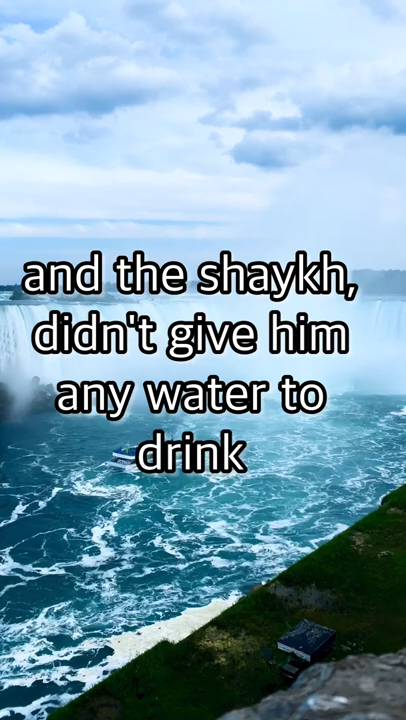 and the shaykh,
didn't give him
any water to
drink